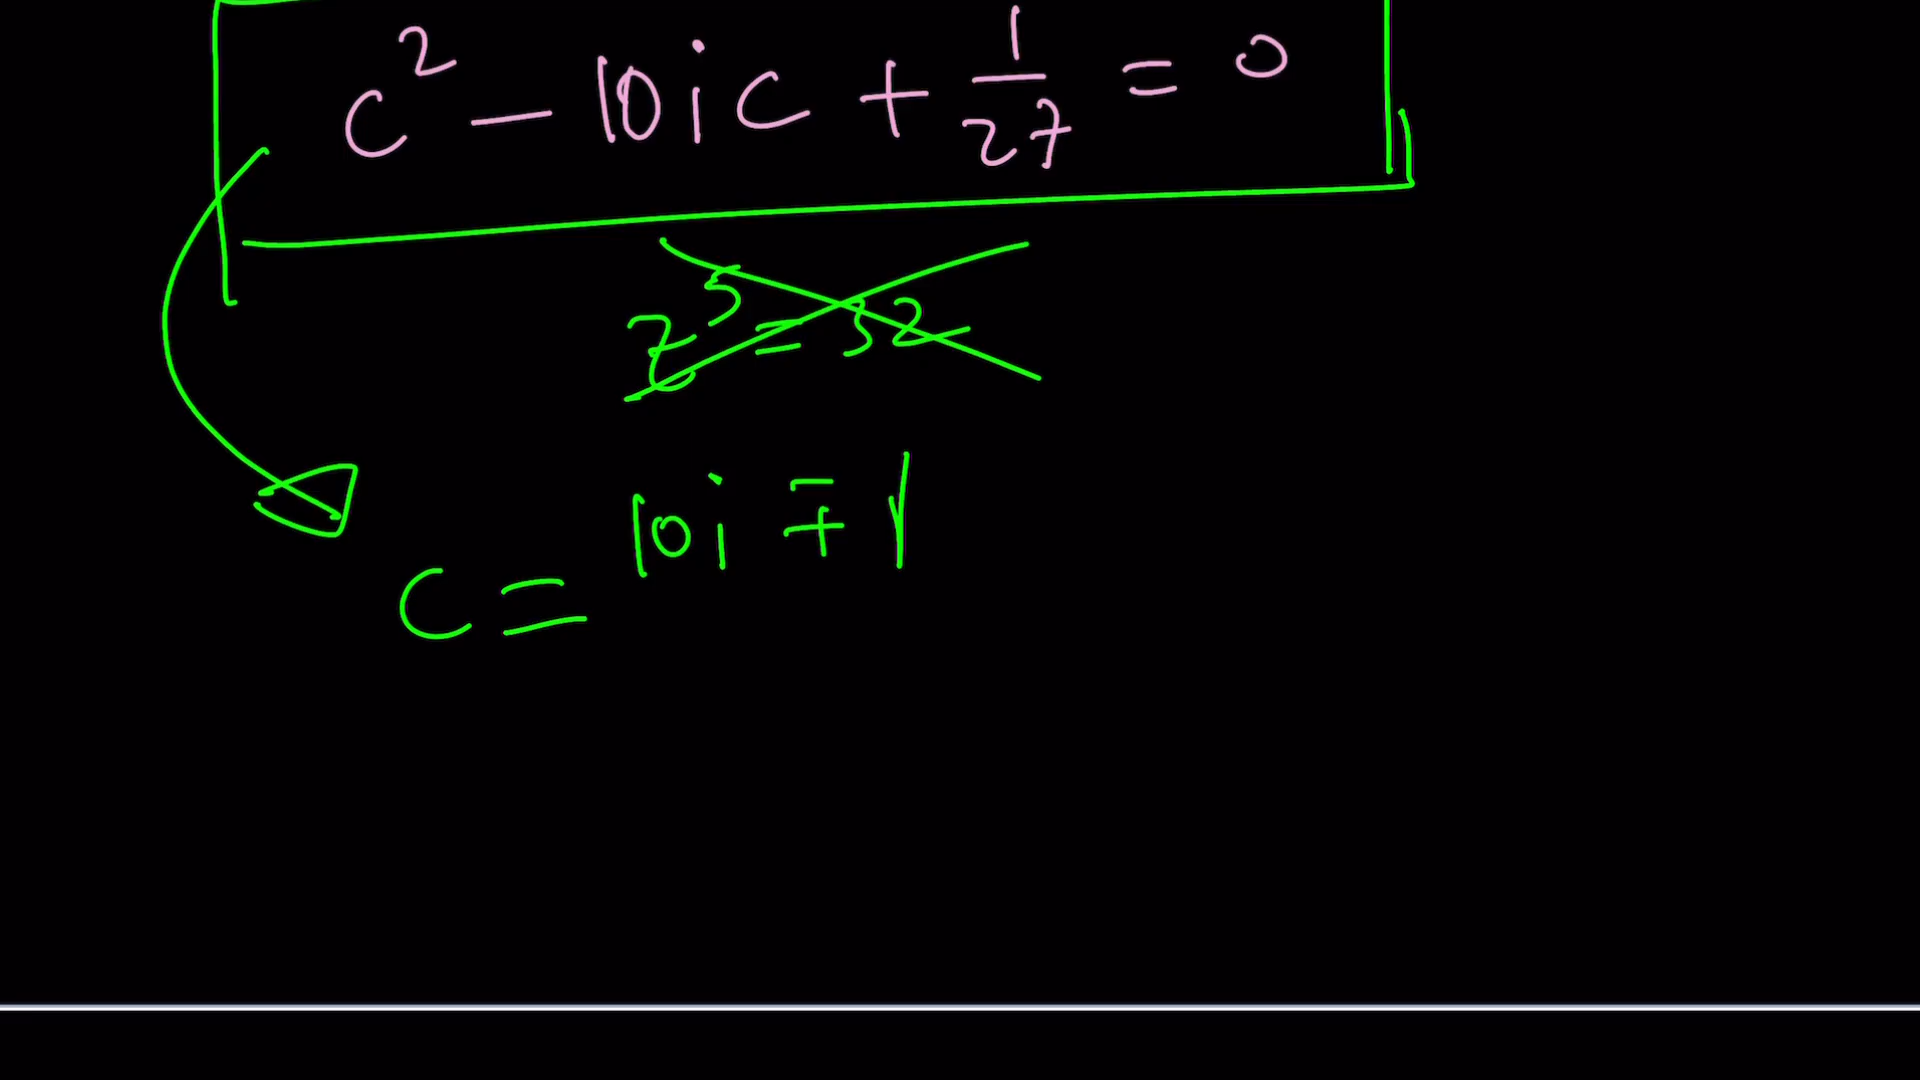 c² − 10ic + 1/27 = 0
z⁵ = 32
c = 10i ∓ √